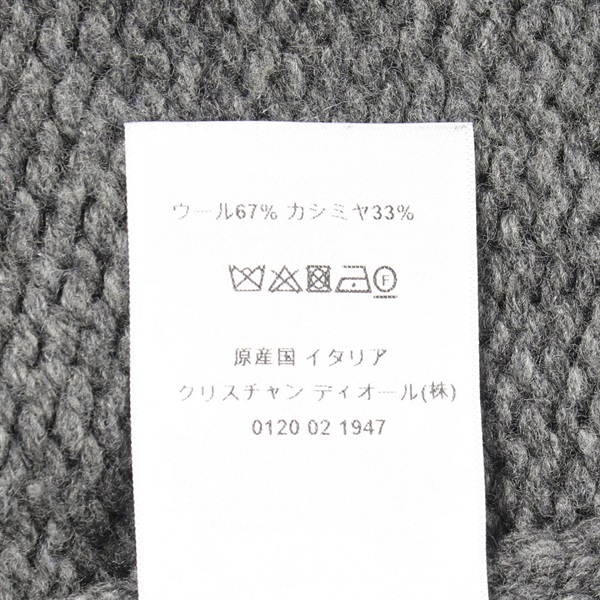 ウール67% カシミヤ33%
F
原産国 イタリア
クリスチャン ディオール(株)
0120 02 1947